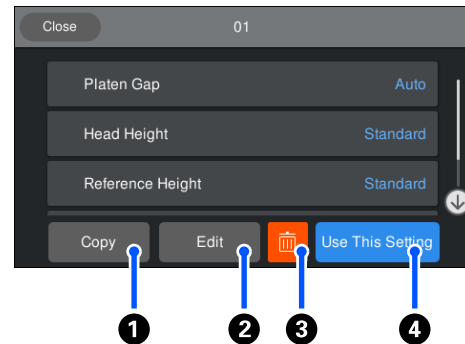 Close 01
Platen Gap Auto
Head Height Standard
Reference Height Standard
Copy Edit Use This Setting
1 2 3 4